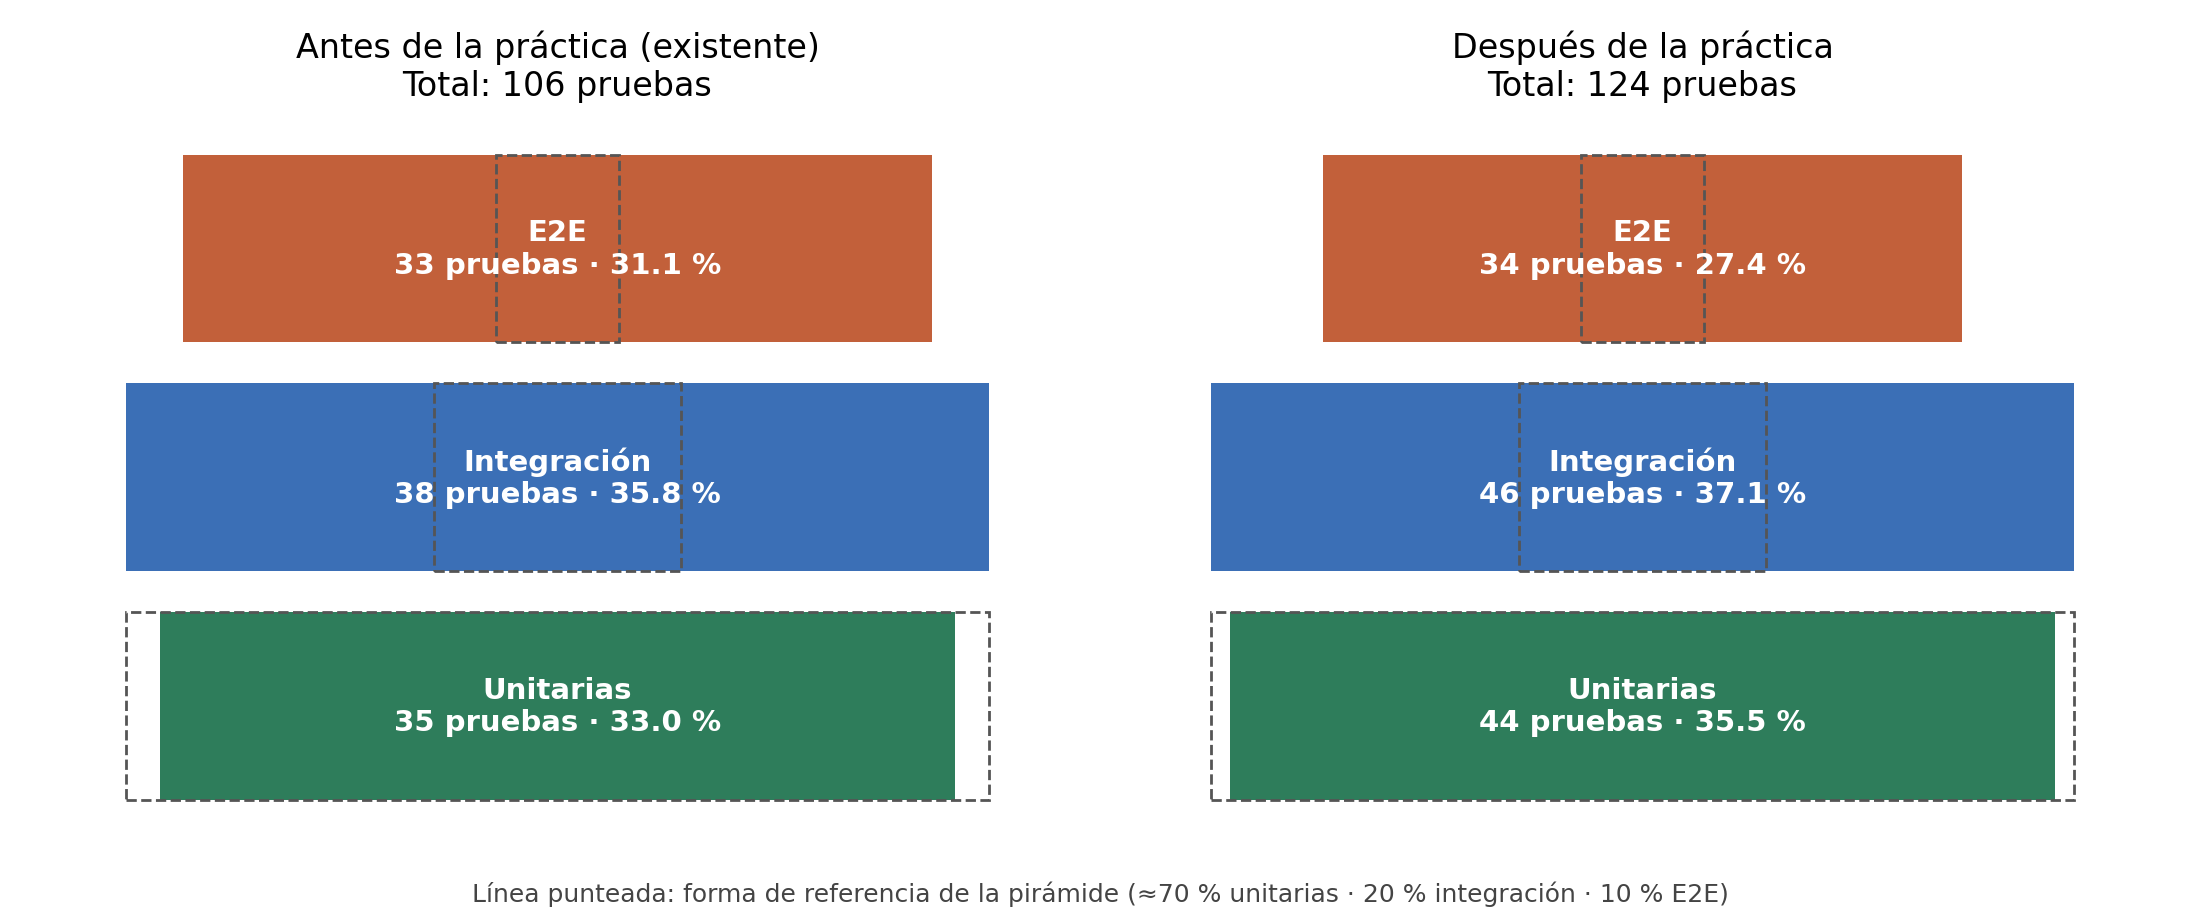 Antes de la práctica (existente)
Total: 106 pruebas
E2E
33 pruebas · 31.1 %
Integración
38 pruebas · 35.8 %
Unitarias
35 pruebas · 33.0 %
Después de la práctica
Total: 124 pruebas
E2E
34 pruebas · 27.4 %
Integración
46 pruebas · 37.1 %
Unitarias
44 pruebas · 35.5 %
Línea punteada: forma de referencia de la pirámide (≈70 % unitarias · 20 % integración · 10 % E2E)